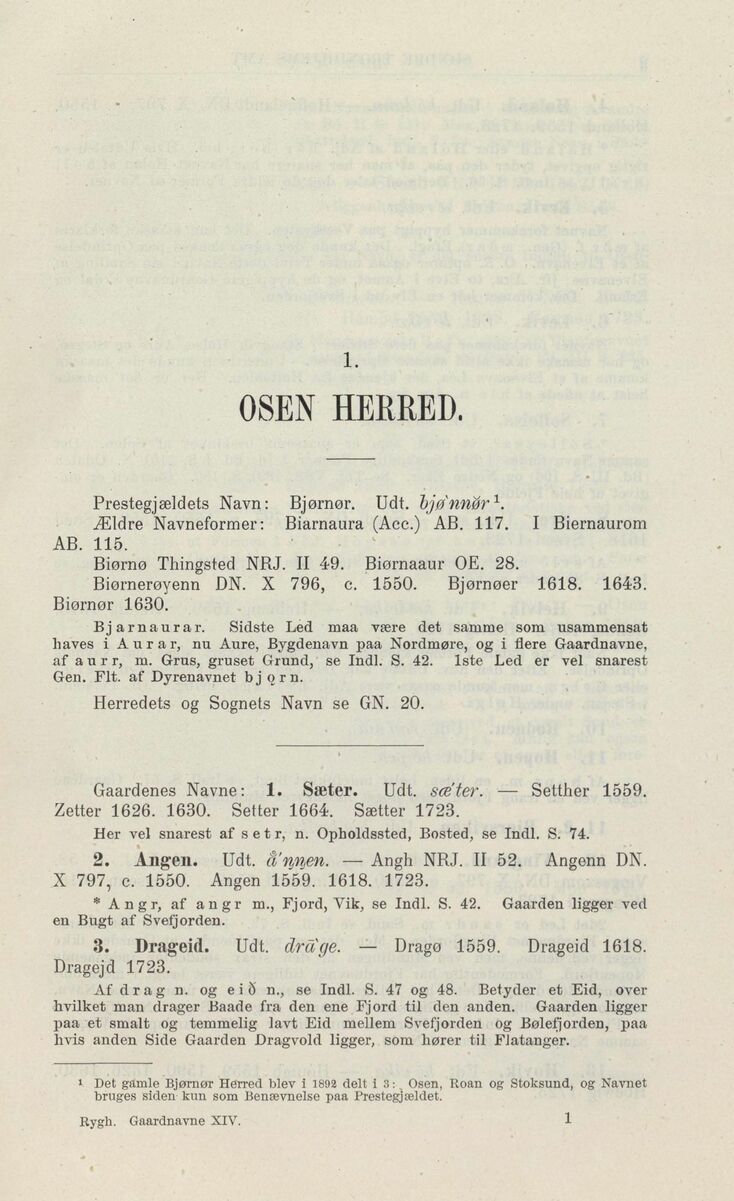 1.
OSEN HERRED.
Prestegjældets Navn: Bjørnør. Udt. bjø`nnø̆r ¹.
Ældre Navneformer: Biarnaura (Acc.) AB. 117. I Biernaurom
AB. 115.
Biørnø Thingsted NRJ. II 49. Biørnaaur OE. 28.
Biørnerøyenn DN. X 796, c. 1550. Bjørnøer 1618. 1643.
Biørnør 1630.
Bjarnaurar. Sidste Led maa være det samme som usammensat
haves i Aurar, nu Aure, Bygdenavn paa Nordmøre, og i flere Gaardnavne,
af aurr, m. Grus, gruset Grund, se Indl. S. 42. 1ste Led er vel snarest
Gen. Flt. af Dyrenavnet bjǫrn.
Herredets og Sognets Navn se GN. 20.
Gaardenes Navne: 1. Sæter. Udt. sæ´ter. — Setther 1559.
Zetter 1626. 1630. Setter 1664. Sætter 1723.
Her vel snarest af setr, n. Opholdssted, Bosted, se Indl. S. 74.
2. Angen. Udt. å´ṇṇen. — Angh NRJ. II 52. Angenn DN.
X 797, c. 1550. Angen 1559. 1618. 1723.
* Angr, af angr m., Fjord, Vik, se Indl. S. 42. Gaarden ligger ved
en Bugt af Svefjorden.
3. Drageid. Udt. drā`ge. — Dragø 1559. Drageid 1618.
Dragejd 1723.
Af drag n. og eið n., se Indl. S. 47 og 48. Betyder et Eid, over
hvilket man drager Baade fra den ene Fjord til den anden. Gaarden ligger
paa et smalt og temmelig lavt Eid mellem Svefjorden og Bølefjorden, paa
hvis anden Side Gaarden Dragvold ligger, som hører til Flatanger.
¹ Det gamle Bjørnør Herred blev i 1892 delt i 3: Osen, Roan og Stoksund, og Navnet
bruges siden kun som Benævnelse paa Prestegjældet.
Rygh. Gaardnavne XIV. 1